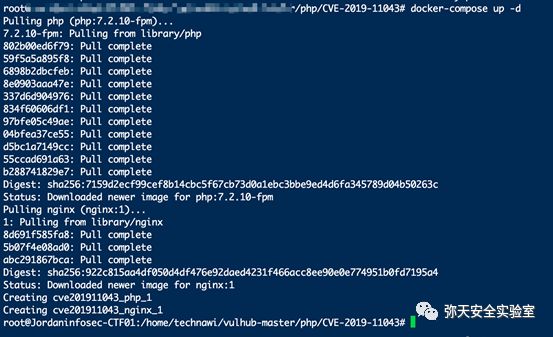 root /php/CVE-2019-11043# docker-compose up -d
Pulling php (php:7.2.10-fpm)...
7.2.10-fpm: Pulling from library/php
802b00ed6f79: Pull complete
59f5a5a895f8: Pull complete
6898b2dbcfeb: Pull complete
8e0903aaa47e: Pull complete
337d6d904976: Pull complete
834f60606df1: Pull complete
97bfe05c49ae: Pull complete
04bfea37ce55: Pull complete
d5bc1a7149cc: Pull complete
55ccad691a63: Pull complete
b288741829e7: Pull complete
Digest: sha256:7159d2ecf99cef8b14cbc5f67cb73d0a1ebc3bbe9ed4d6fa345789d04b50263c
Status: Downloaded newer image for php:7.2.10-fpm
Pulling nginx (nginx:1)...
1: Pulling from library/nginx
8d691f585fa8: Pull complete
5b07f4e08ad0: Pull complete
abc291867bca: Pull complete
Digest: sha256:922c815aa4df050d4df476e92daed4231f466acc8ee90e0e774951b0fd7195a4
Status: Downloaded newer image for nginx:1
Creating cve201911043_php_1
Creating cve201911043_nginx_1
root@Jordaninfosec-CTF01:/home/technawi/vulhub-master/php/CVE-2019-11043#
弥天安全实验室